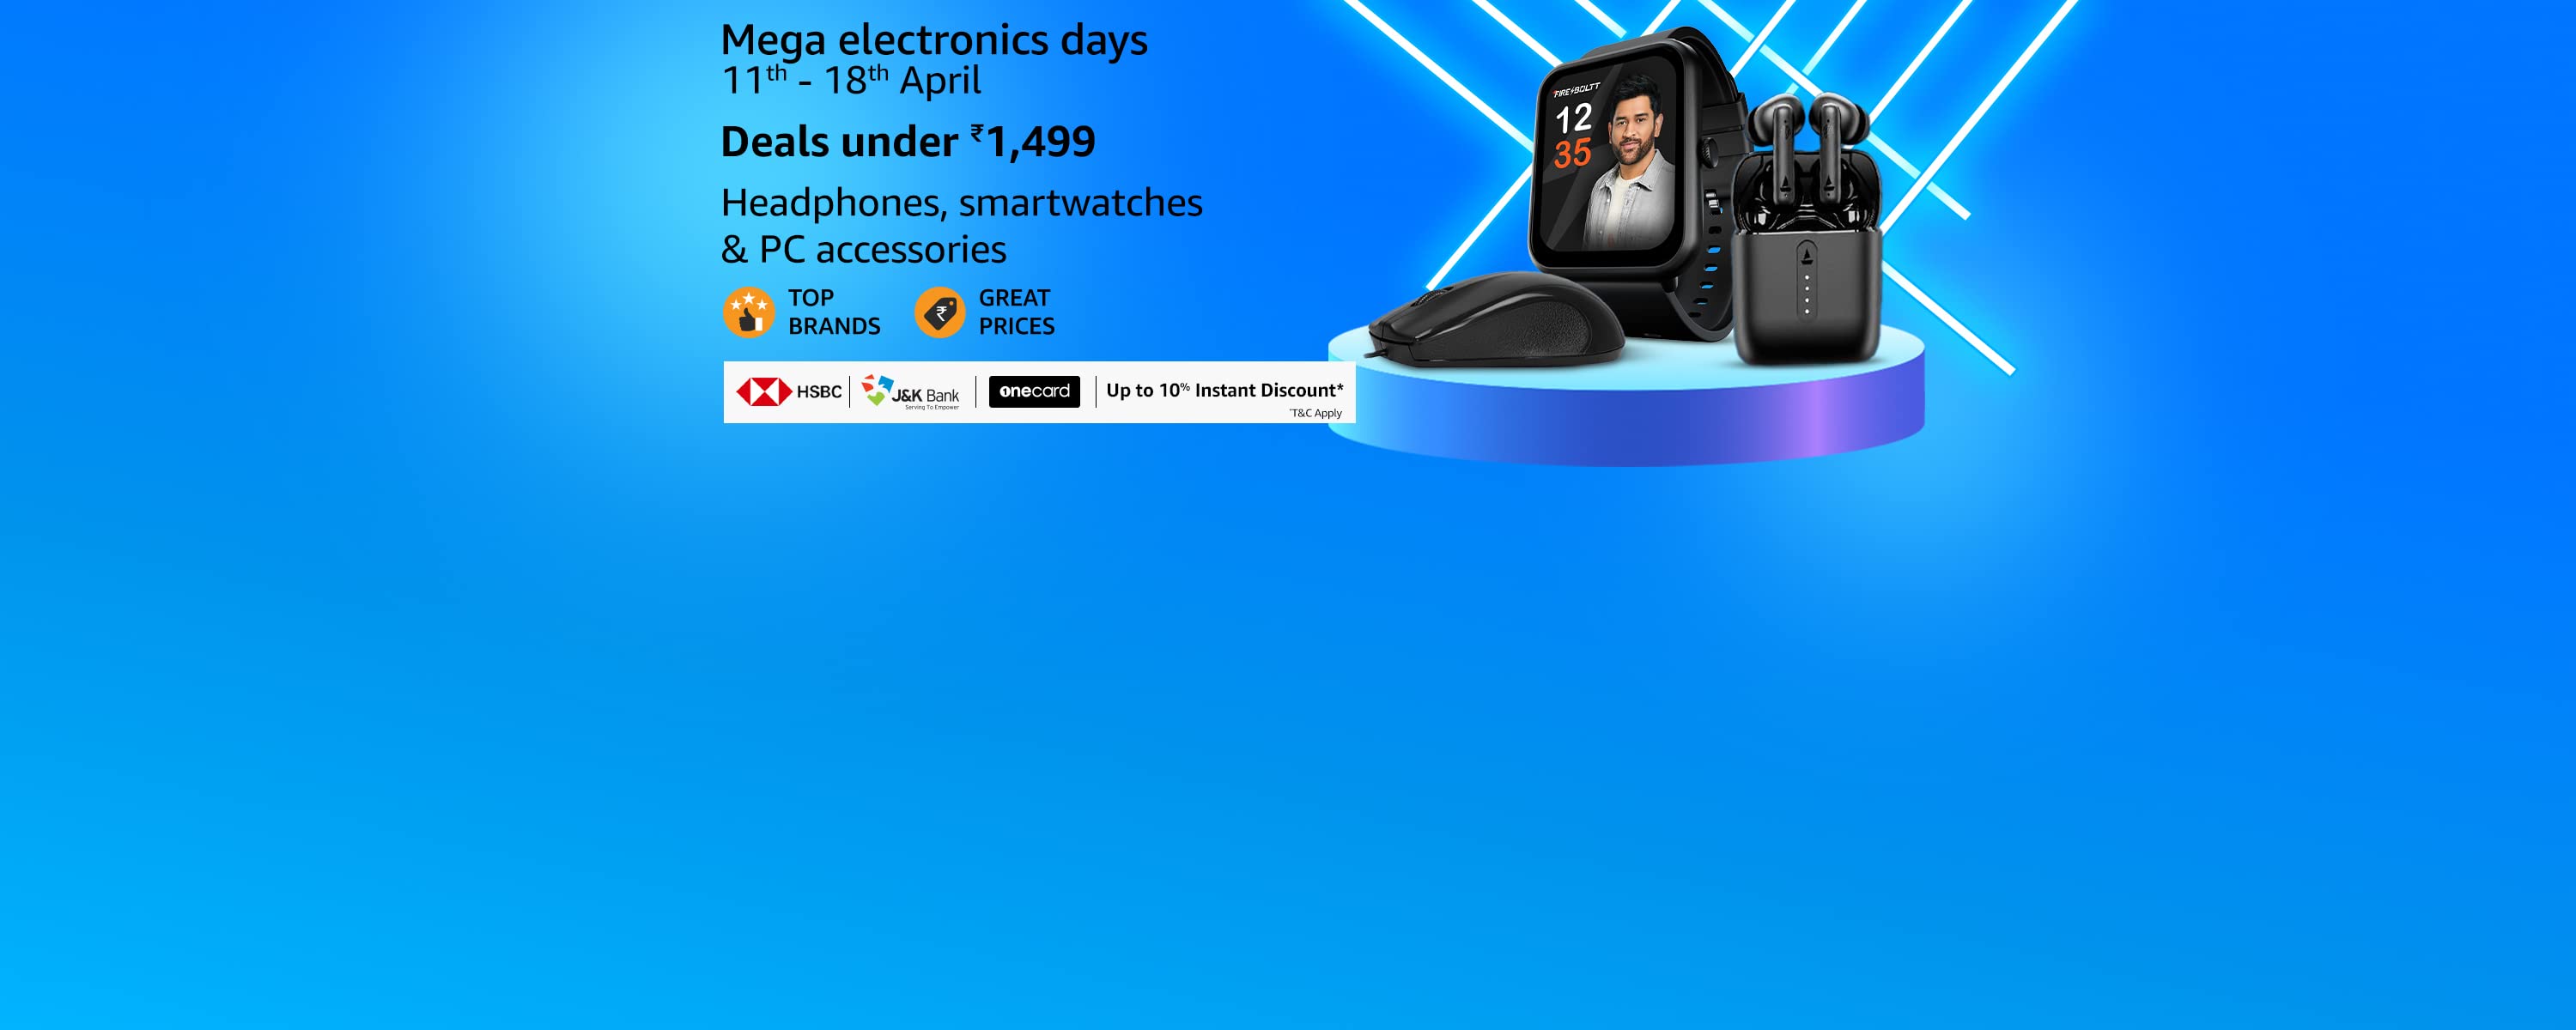 Mega electronics days
11th - 18th April
Deals under ₹1,499
Headphones, smartwatches
& PC accessories
TOP
BRANDS
GREAT
PRICES
HSBC
J&K Bank
Serving To Empower
onecard
Up to 10% Instant Discount*
*T&C Apply
FIRE-BOLTT
12
35